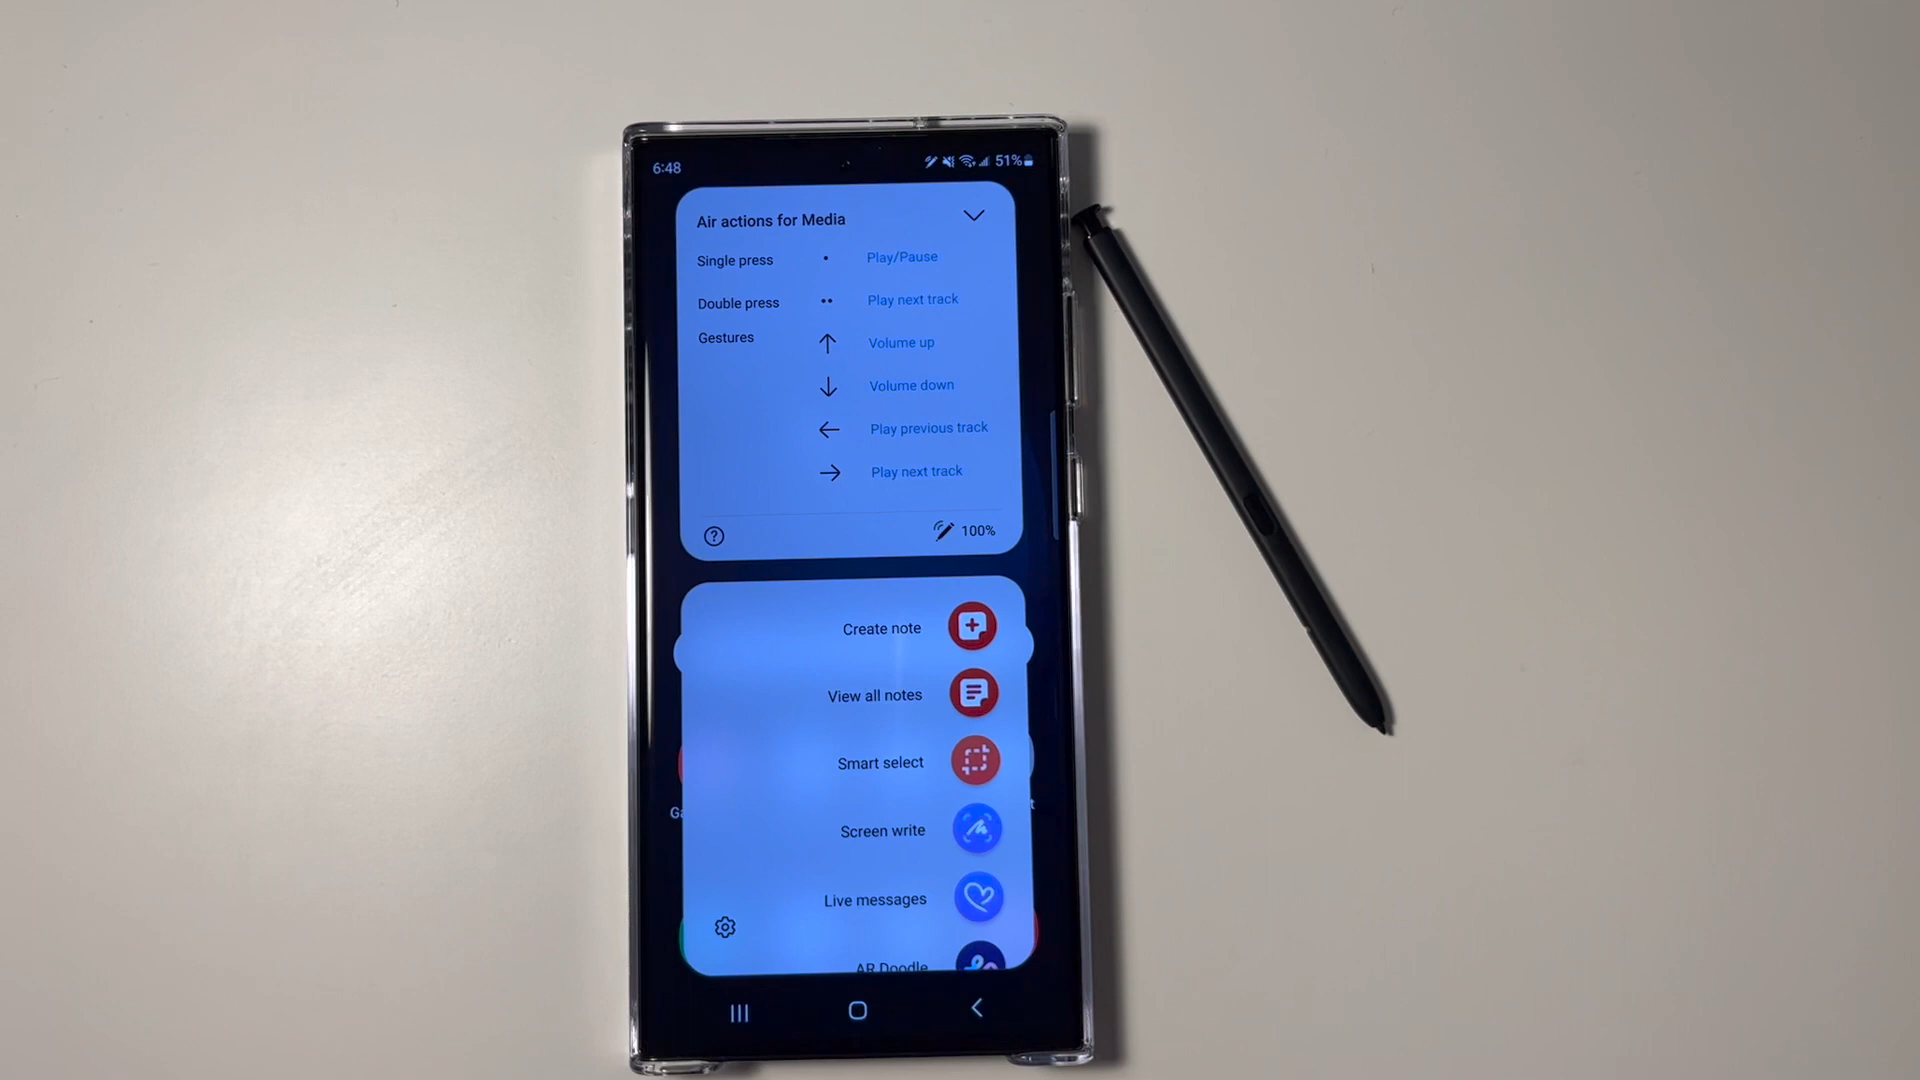 6:48
51%
Air actions for Media
Single press
Play/Pause
Double press
Play next track
Gestures
Volume up
Volume down
Play previous track
Play next track
?
100%
Create note
View all notes
Smart select
Screen write
Live messages
AR Doodle
Ga
t